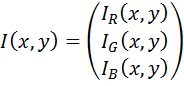 I(x, y) = ( I_R(x, y)
I_G(x, y)
I_B(x, y) )